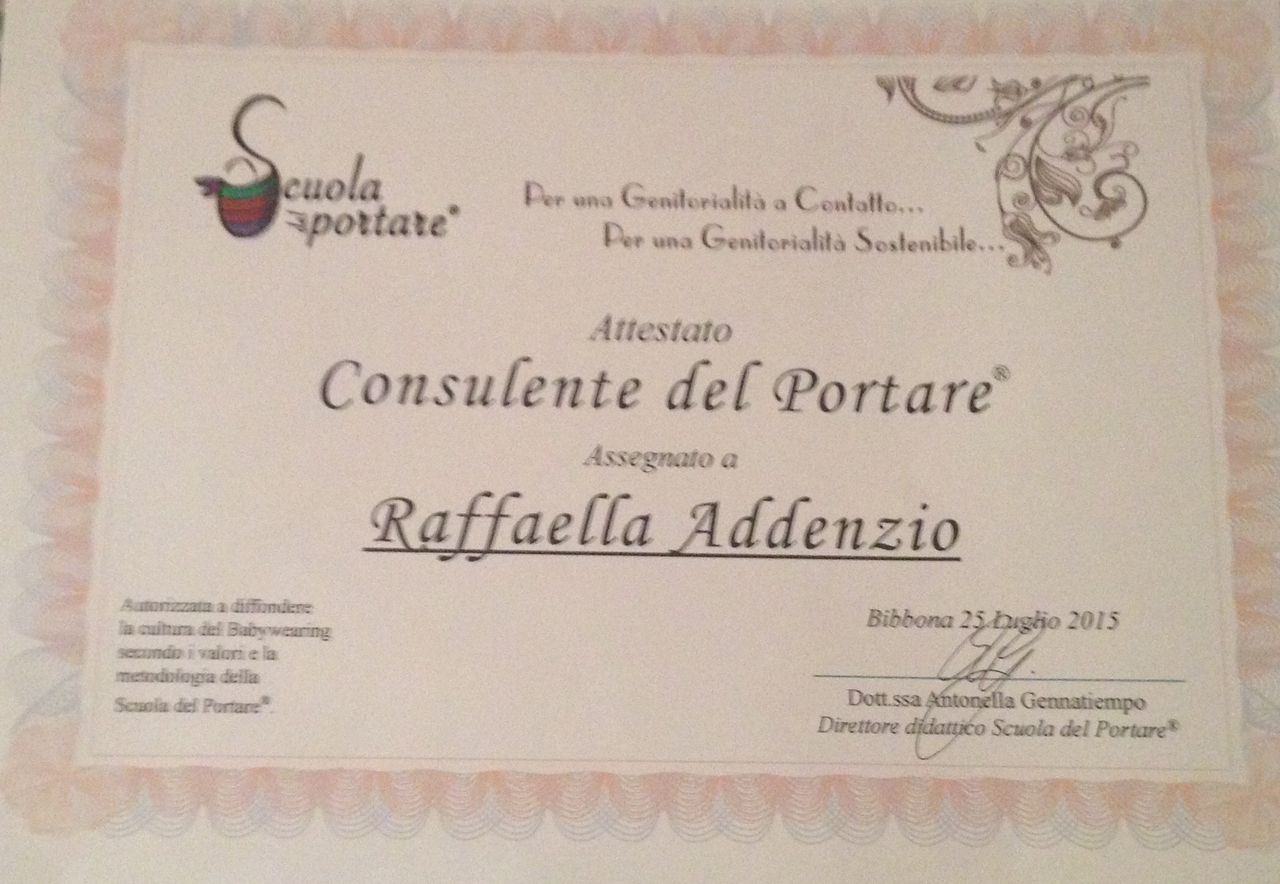 Scuola
del portare®
Per una Genitorialità a Contatto...
Per una Genitorialità Sostenibile...
Attestato
Consulente del Portare®
Assegnato a
Raffaella Addenzio
Autorizzata a diffondere
la cultura del Babywearing
secondo i valori e la
metodologia della
Scuola del Portare®.
Bibbona 25 Luglio 2015
Dott.ssa Antonella Gennatiempo
Direttore didattico Scuola del Portare®